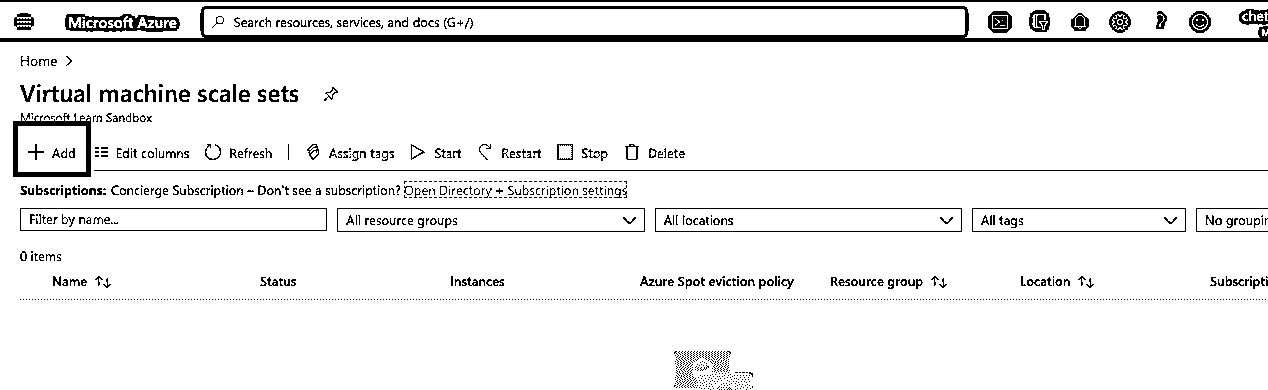 Microsoft Azure Search resources, services, and docs (G+/)
Home >
Virtual machine scale sets
Microsoft Learn Sandbox
+ Add Edit columns Refresh | Assign tags Start Restart Stop Delete
Subscriptions: Concierge Subscription – Don't see a subscription? Open Directory + Subscription settings
Filter by name... All resource groups All locations All tags No groupin
0 items
Name ↑↓ Status Instances Azure Spot eviction policy Resource group ↑↓ Location ↑↓ Subscripti